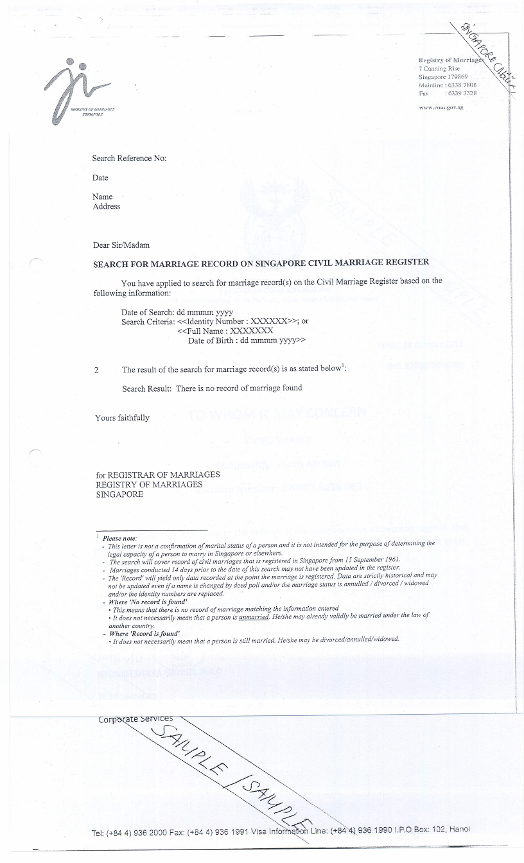 SINGAPORE
REGISTRY OF MARRIAGES
SINGAPORE
Registry of Marriages
7 Canning Rise
Singapore 179869
Mainline : 6338 7808
Fax : 6339 3328
www.rom.gov.sg
Search Reference No:
Date
Name
Address
Dear Sir/Madam
SEARCH FOR MARRIAGE RECORD ON SINGAPORE CIVIL MARRIAGE REGISTER
You have applied to search for marriage record(s) on the Civil Marriage Register based on the
following information:
Date of Search: dd mmmm yyyy
Search Criteria: <<Identity Number : XXXXXX>>; or
<<Full Name : XXXXXXX
Date of Birth : dd mmmm yyyy>>
2 The result of the search for marriage record(s) is as stated below1:
Search Result: There is no record of marriage found
Yours faithfully
for REGISTRAR OF MARRIAGES
REGISTRY OF MARRIAGES
SINGAPORE
1 Please note:
- This letter is not a confirmation of marital status of a person and it is not intended for the purpose of determining the
legal capacity of a person to marry in Singapore or elsewhere.
- The search will cover record of civil marriages that is registered in Singapore from 15 September 1961.
- Marriages conducted 14 days prior to the date of this search may not have been updated in the register.
- The 'Record' will yield only data recorded at the point the marriage is registered. Data are strictly historical and may
not be updated even if a name is changed by deed poll and/or the marriage status is annulled / divorced / widowed
and/or the identity numbers are replaced.
- Where 'No record is found'
• This means that there is no record of marriage matching the information entered
• It does not necessarily mean that a person is unmarried. He/she may already validly be married under the law of
another country.
- Where 'Record is found'
• It does not necessarily mean that a person is still married. He/she may be divorced/annulled/widowed.
Corporate Services
SAMPLE / SAMPLE
Tel: (+84 4) 936 2000 Fax: (+84 4) 936 1991 Visa Information Line: (+84 4) 936 1990 I.P.O Box: 102, Hanoi